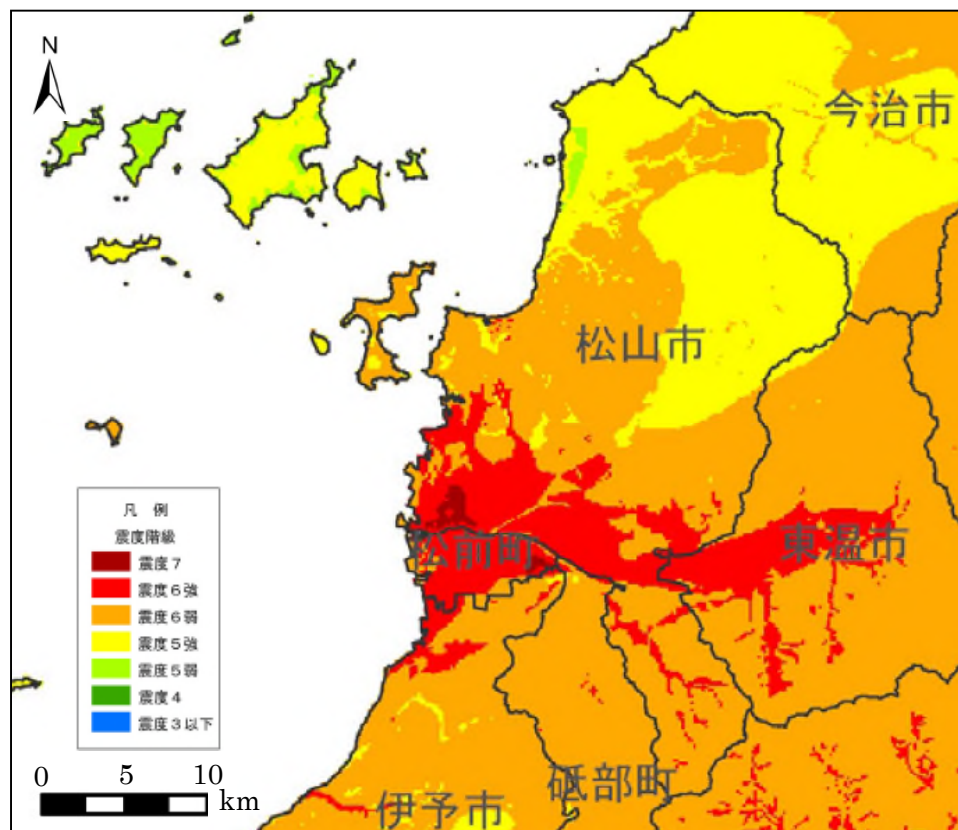 N
今治市
松山市
凡 例
震度階級
震度7
震度6強
震度6弱
震度5強
震度5弱
震度4
震度3以下
松前町
東温市
0 5 10
km
砥部町
伊予市